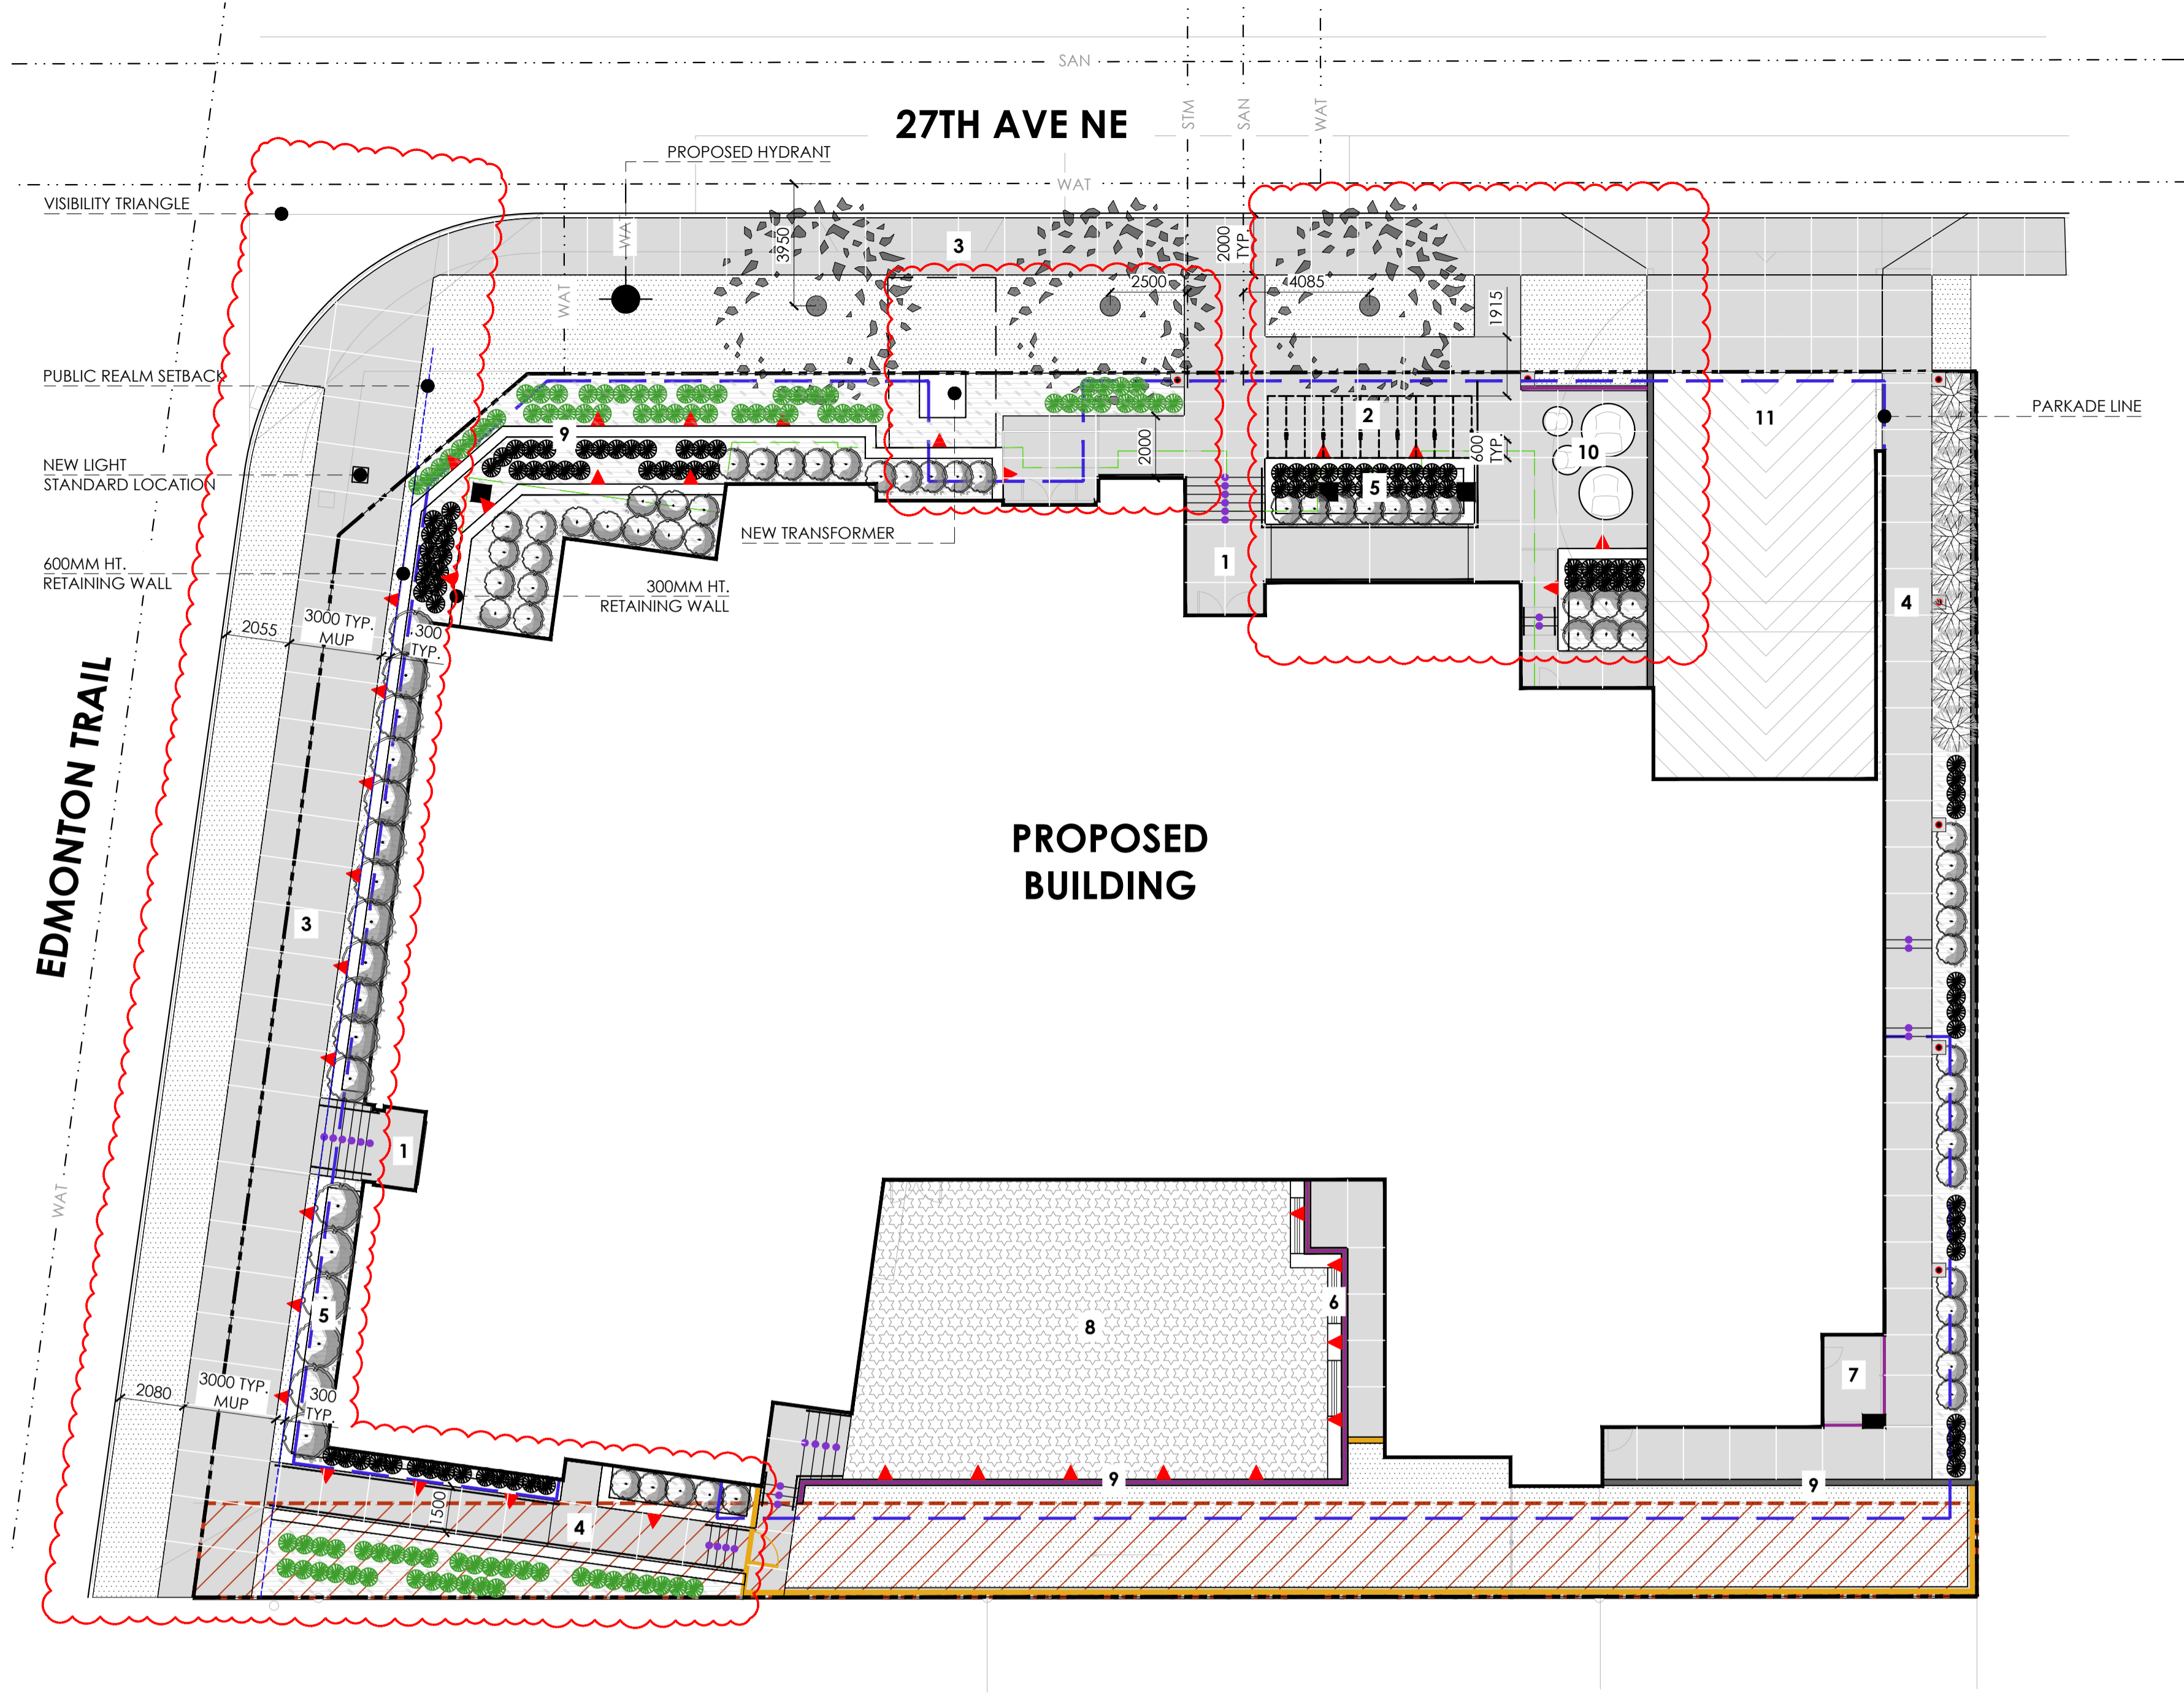 SAN
27TH AVE NE
STM
SAN
WAT
PROPOSED HYDRANT
WAT
VISIBILITY TRIANGLE
WA
3950
3
2000
TYP.
2500
4085
1915
WAT
PUBLIC REALM SETBACK
2
11
PARKADE LINE
9
2000
600
TYP.
10
NEW LIGHT
STANDARD LOCATION
5
NEW TRANSFORMER
1
600MM HT.
RETAINING WALL
300MM HT.
RETAINING WALL
4
2055
3000 TYP.
MUP
300
TYP.
EDMONTON TRAIL
PROPOSED
BUILDING
3
1
WAT
5
6
8
7
2080
3000 TYP.
MUP
300
TYP.
9
9
1500
4